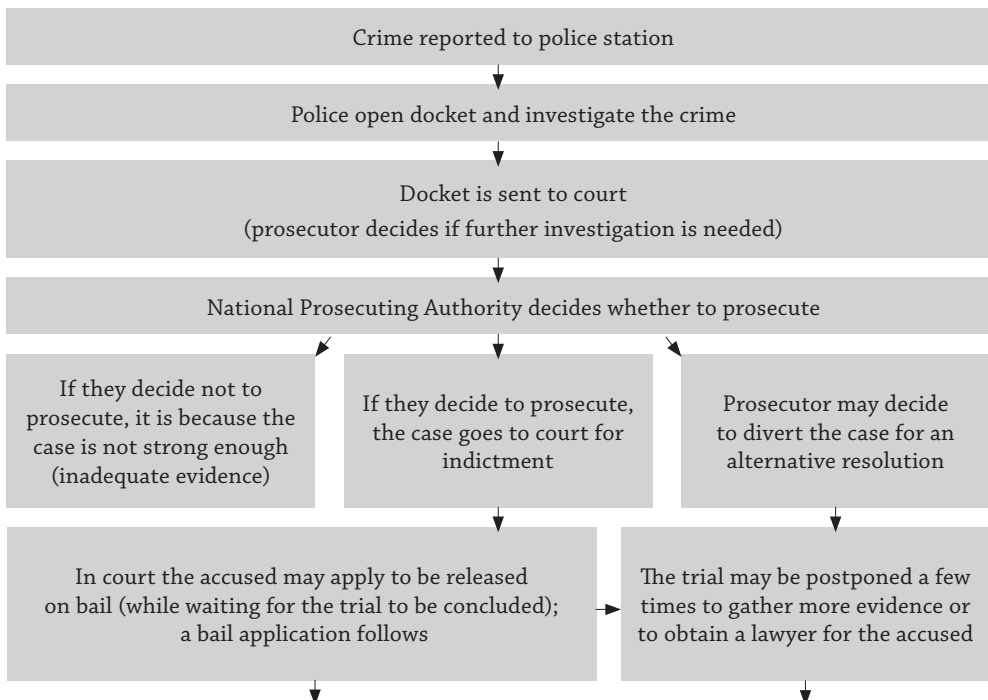 Crime reported to police station
Police open docket and investigate the crime
Docket is sent to court
(prosecutor decides if further investigation is needed)
National Prosecuting Authority decides whether to prosecute
If they decide not to
prosecute, it is because the
case is not strong enough
(inadequate evidence)
If they decide to prosecute,
the case goes to court for
indictment
Prosecutor may decide
to divert the case for an
alternative resolution
In court the accused may apply to be released
on bail (while waiting for the trial to be concluded);
a bail application follows
The trial may be postponed a few
times to gather more evidence or
to obtain a lawyer for the accused